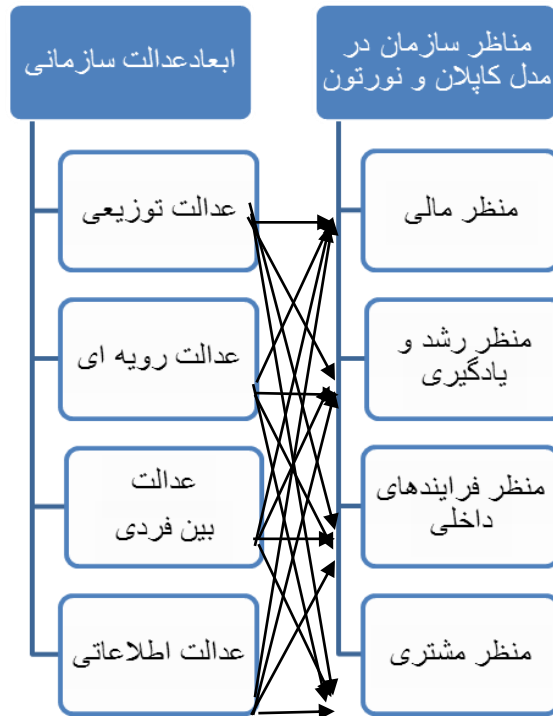 مناظر سازمان در
مدل کاپلان و نورتون
منظر مالی
منظر رشد و
یادگیری
منظر فرایندهای
داخلی
منظر مشتری
ابعادعدالت سازمانی
عدالت توزیعی
عدالت رویه ای
عدالت
بین فردی
عدالت اطلاعاتی